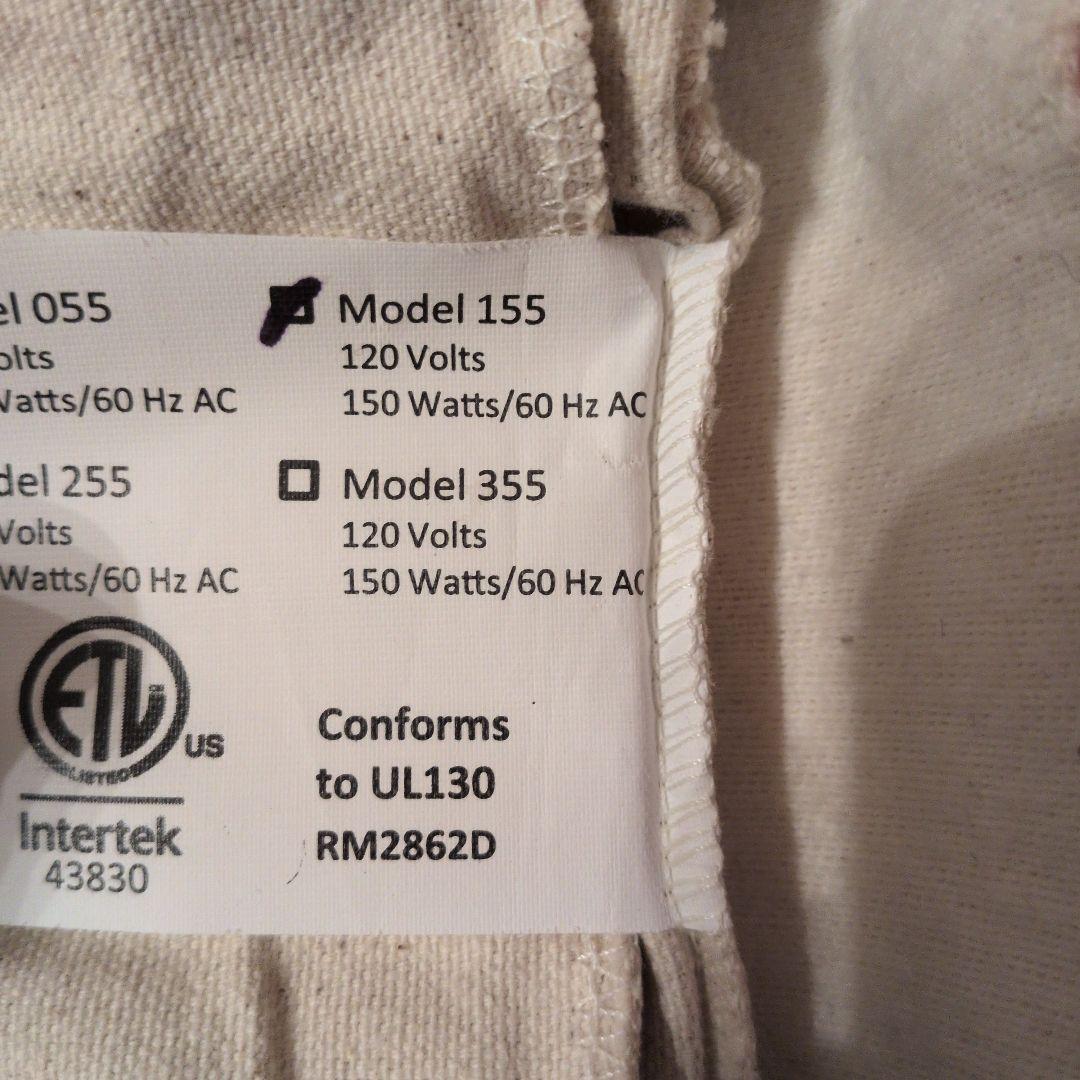 el 055
olts
Watts/60 Hz AC
Model 155
120 Volts
150 Watts/60 Hz AC
del 255
Volts
Watts/60 Hz AC
Model 355
120 Volts
150 Watts/60 Hz AC
ETL
LISTED
US
Intertek
43830
Conforms
to UL130
RM2862D